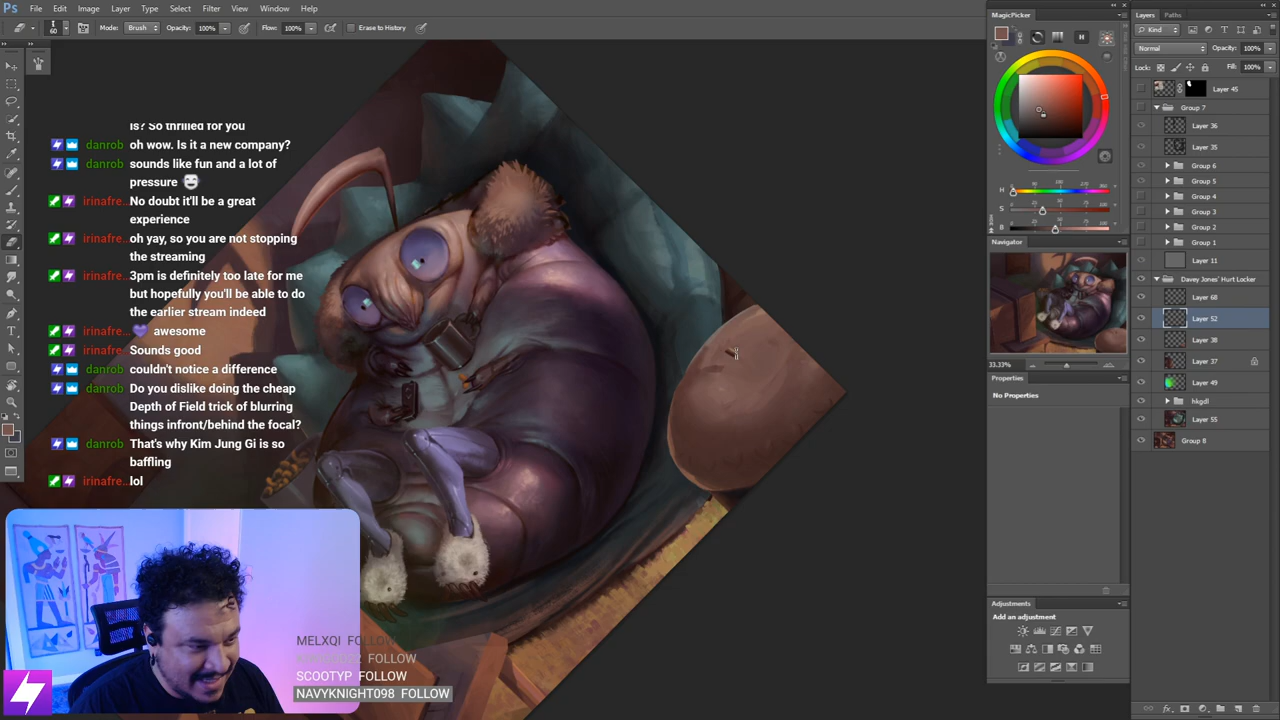 Ps File Edit Image Layer Type Select Filter View Window Help
60 Mode: Brush Opacity: 100% Flow: 100% Erase to History
is? So thrilled for you
danrob oh wow. Is it a new company?
danrob sounds like fun and a lot of
pressure
irinafre.. No doubt it'll be a great
experience
irinafre.. oh yay, so you are not stopping
the streaming
irinafre.. 3pm is definitely too late for me
but hopefully you'll be able to do
the earlier stream indeed
irinafre.. awesome
irinafre.. Sounds good
danrob couldn't notice a difference
danrob Do you dislike doing the cheap
Depth of Field trick of blurring
things infront/behind the focal?
danrob That's why Kim Jung Gi is so
baffling
irinafre.. lol
MELXQI FOLLOW
FOLLOW
SCOOTYP FOLLOW
NAVYKNIGHT098 FOLLOW
MagicPicker
H
H
S
B
Navigator
33.33%
Properties
No Properties
Adjustments
Add an adjustment
Layers Paths
Kind
Normal Opacity: 100%
Lock: Fill: 100%
Layer 45
Group 7
Layer 36
Layer 35
Group 6
Group 5
Group 4
Group 3
Group 2
Group 1
Layer 11
Davey Jones' Hurt Locker
Layer 68
Layer 52
Layer 38
Layer 37
Layer 49
hkgdl
Layer 55
Group 8
fx